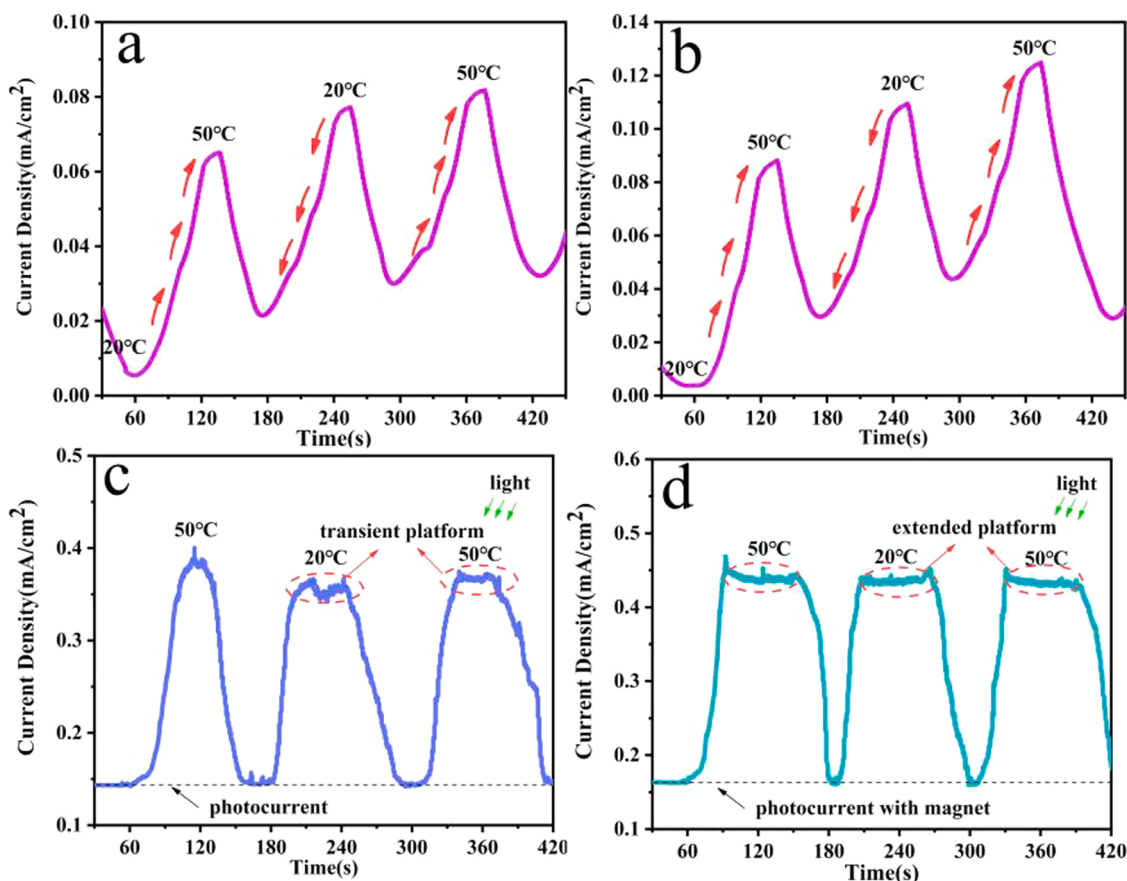 a
Current Density(mA/cm²)
0.10
0.08
0.06
0.04
0.02
0.00
20°C
50°C
20°C
50°C
60 120 180 240 300 360 420
Time(s)
b
Current Density(mA/cm²)
0.14
0.12
0.10
0.08
0.06
0.04
0.02
0.00
20°C
50°C
20°C
50°C
60 120 180 240 300 360 420
Time(s)
c
Current Density(mA/cm²)
0.5
0.4
0.3
0.2
0.1
light
transient platform
50°C
20°C
50°C
photocurrent
60 120 180 240 300 360 420
Time(s)
d
Current Density(mA/cm²)
0.6
0.5
0.4
0.3
0.2
0.1
light
extended platform
50°C
20°C
50°C
photocurrent with magnet
60 120 180 240 300 360 420
Time(s)